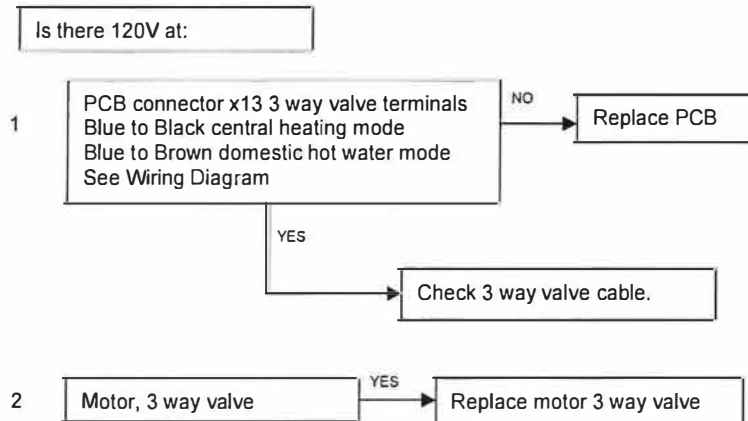 Is there 120V at:
1
PCB connector x13 3 way valve terminals
Blue to Black central heating mode
Blue to Brown domestic hot water mode
See Wiring Diagram
NO
Replace PCB
YES
Check 3 way valve cable.
2
Motor, 3 way valve
YES
Replace motor 3 way valve